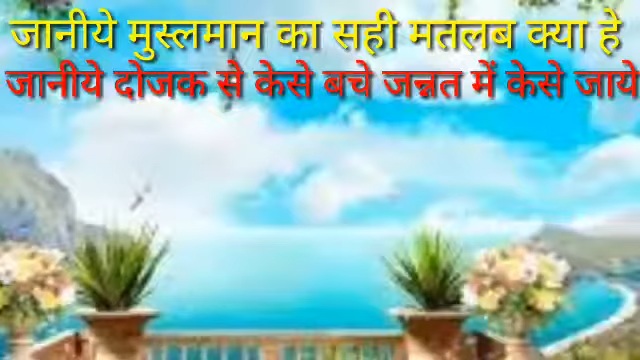 जानीये मुस्लमान का सही मतलब क्या हे
जानीये दोजक से केसे बचे जन्नत में केसे जाये